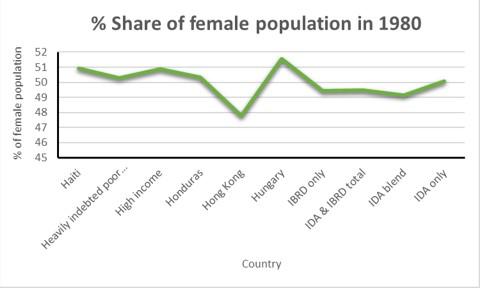 % Share of female population in 1980
% of female population
52
51
50
49
48
47
46
45
Haiti
Heavily indebted poor...
High income
Honduras
Hong Kong
Hungary
IBRD only
IDA & IBRD total
IDA blend
IDA only
Country